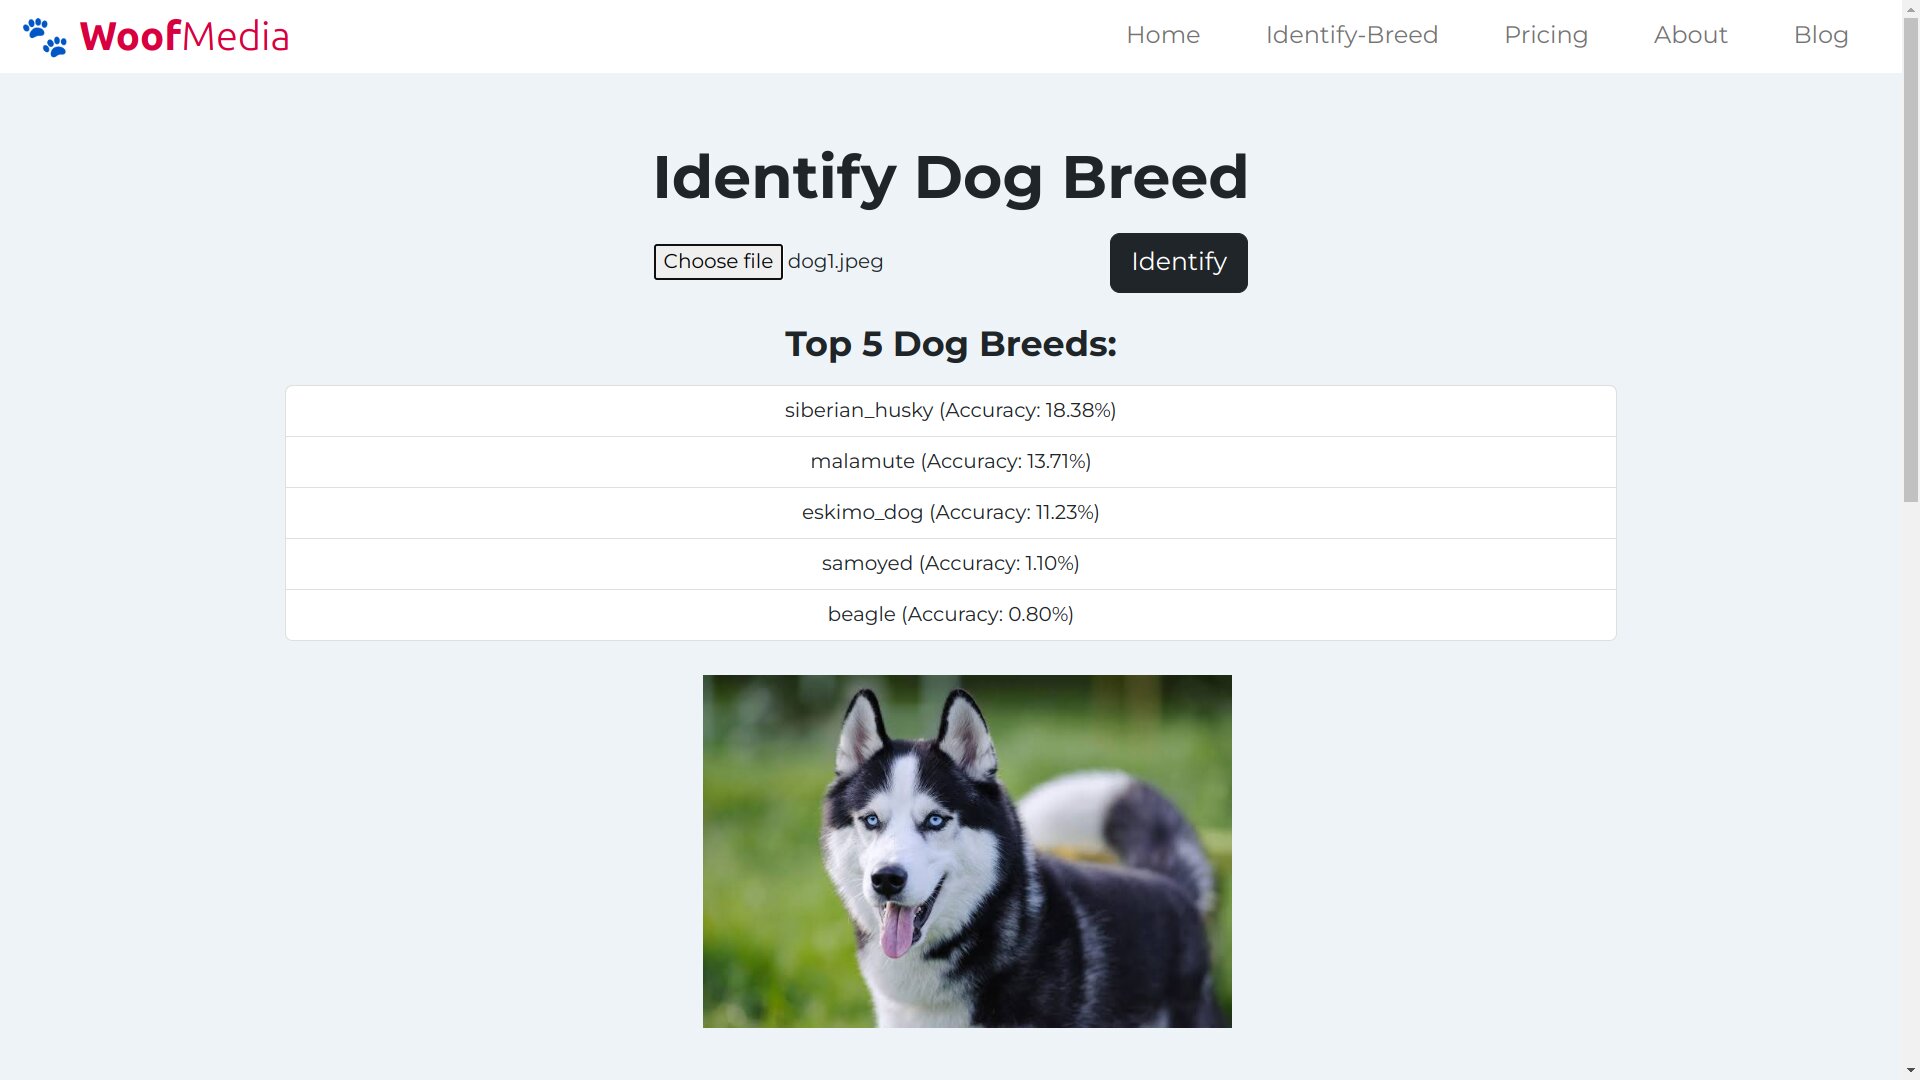 WoofMedia
Home Identify-Breed Pricing About Blog
Identify Dog Breed
Choose file dog1.jpeg Identify
Top 5 Dog Breeds:
siberian_husky (Accuracy: 18.38%)
malamute (Accuracy: 13.71%)
eskimo_dog (Accuracy: 11.23%)
samoyed (Accuracy: 1.10%)
beagle (Accuracy: 0.80%)